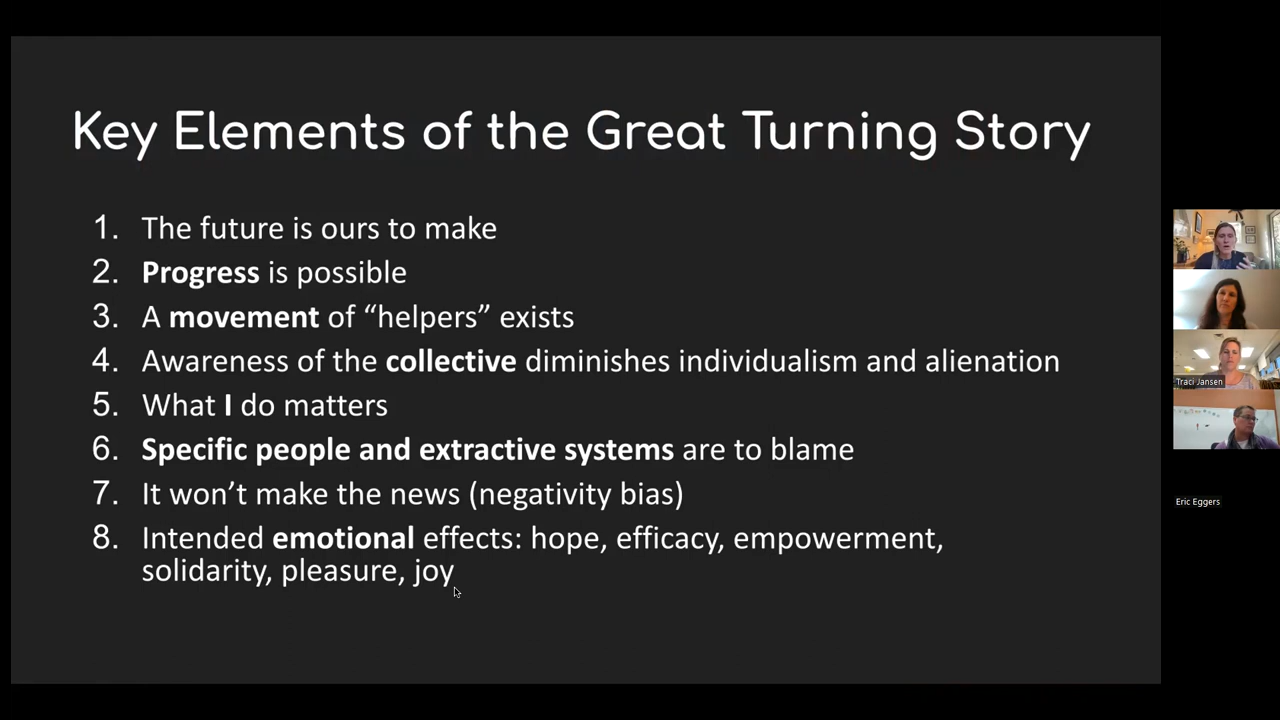 Key Elements of the Great Turning Story
1. The future is ours to make
2. Progress is possible
3. A movement of “helpers” exists
4. Awareness of the collective diminishes individualism and alienation
5. What I do matters
6. Specific people and extractive systems are to blame
7. It won’t make the news (negativity bias)
8. Intended emotional effects: hope, efficacy, empowerment,
solidarity, pleasure, joy
Traci Jansen
Eric Eggers